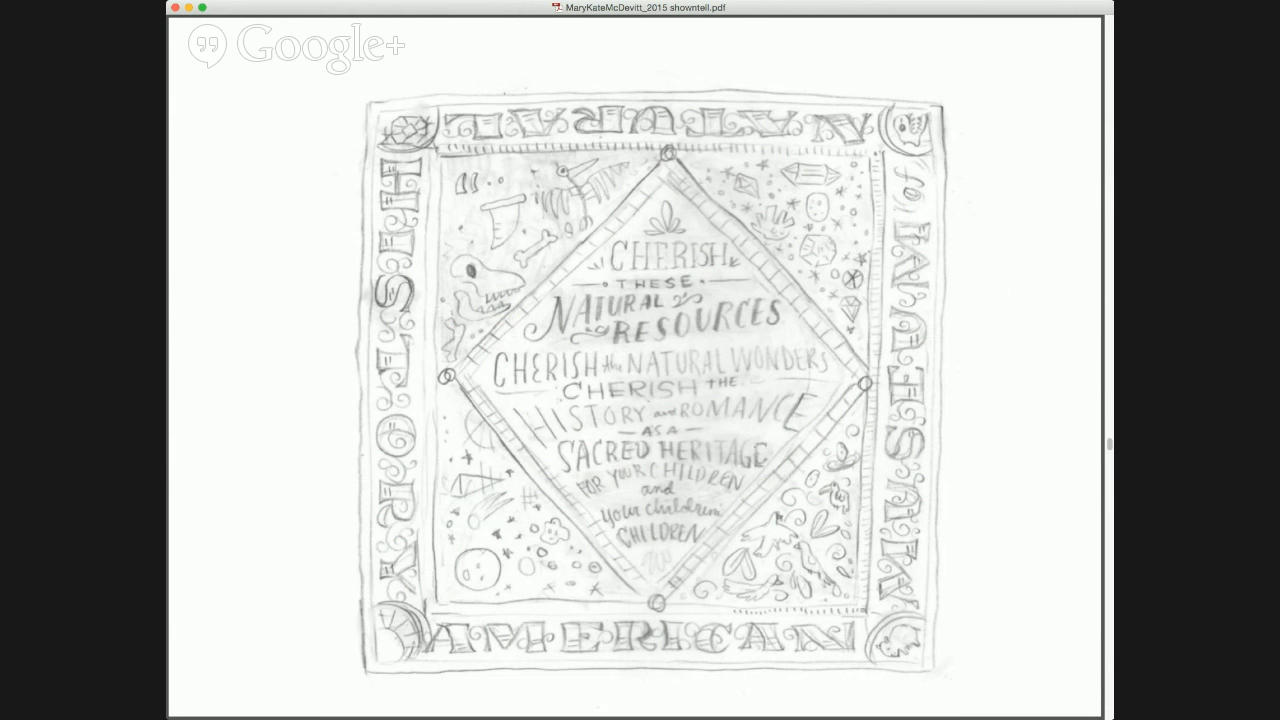 MaryKateMcDevitt_2015 showntell.pdf
Google+
AMERICAN
MUSEUM of
NATURAL
HISTORY
CHERISH
THESE
NATURAL
RESOURCES
CHERISH the NATURAL WONDERS
CHERISH THE
HISTORY and ROMANCE
AS A
SACRED HERITAGE
FOR YOUR CHILDREN
and
your children's
CHILDREN